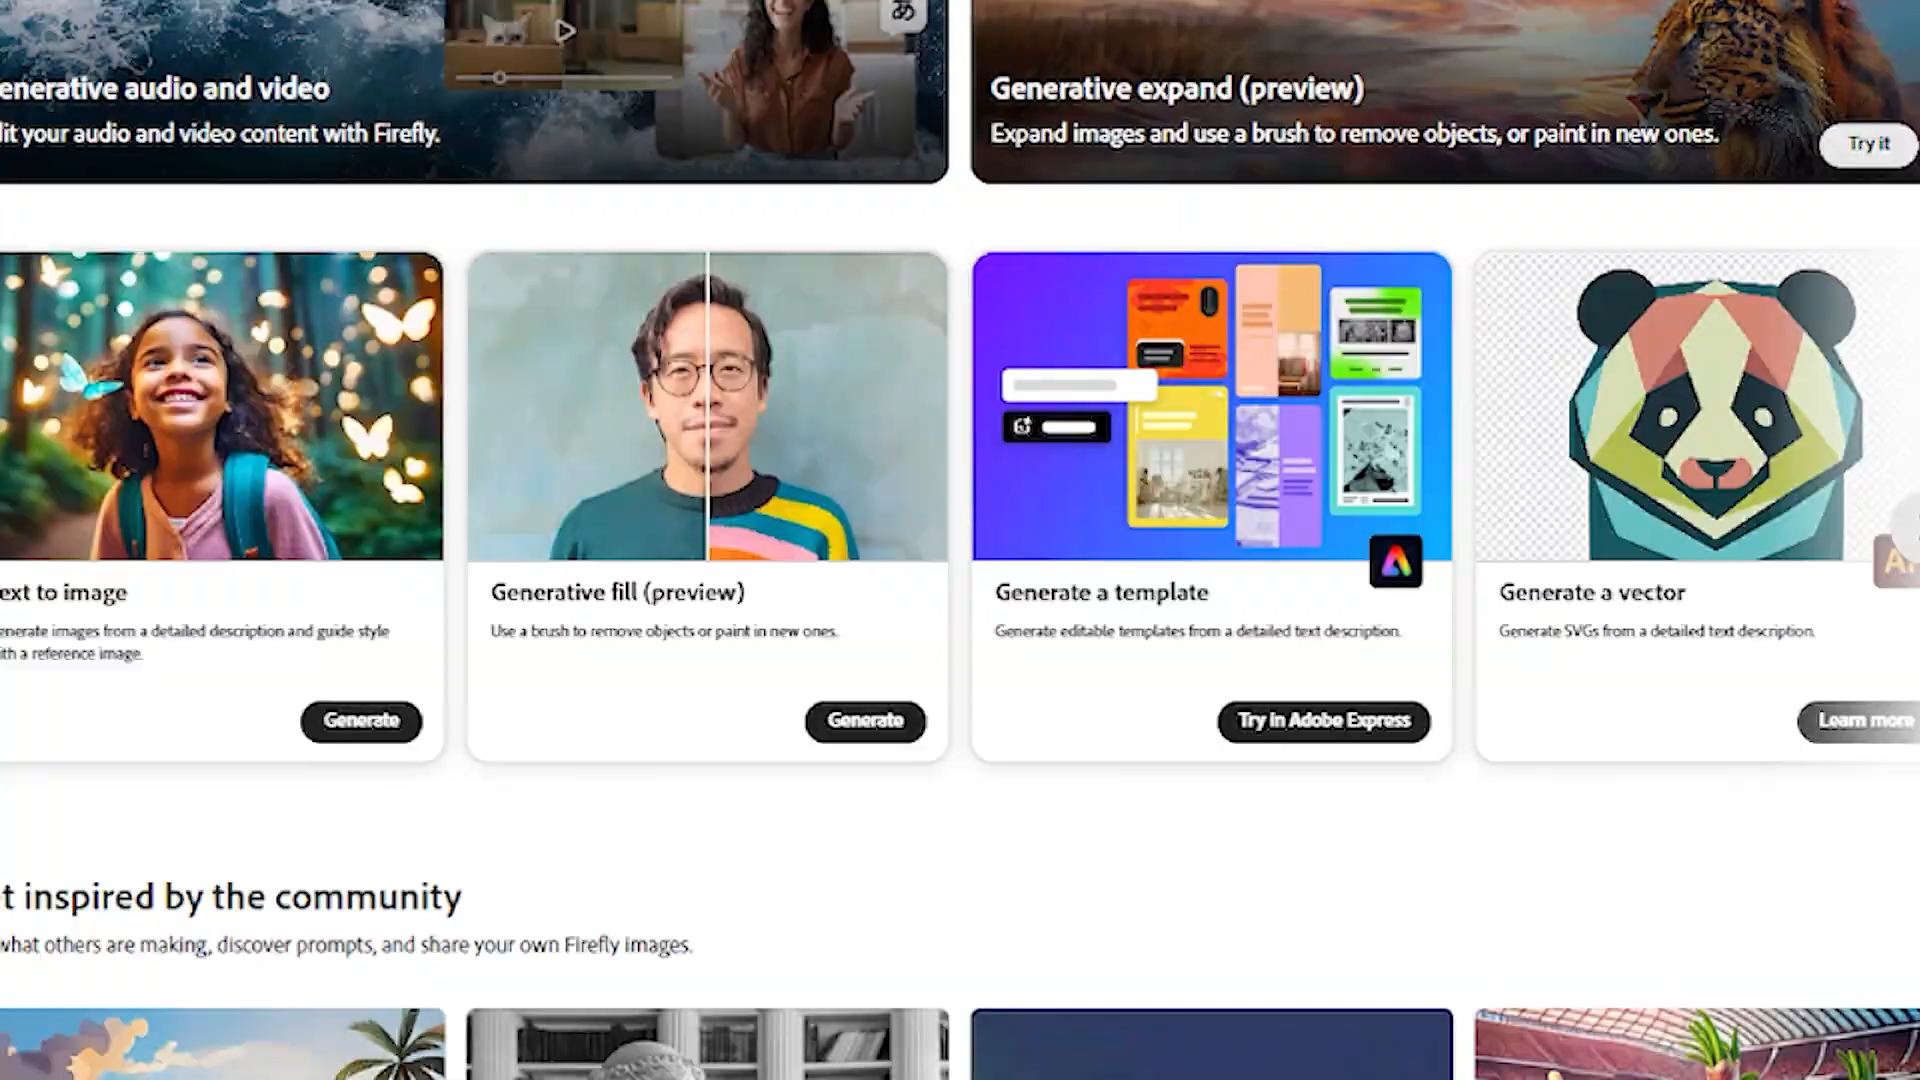 enerative audio and video
lit your audio and video content with Firefly.
あ
Generative expand (preview)
Expand images and use a brush to remove objects, or paint in new ones.
Try it
ext to image
enerate images from a detailed description and guide style
ith a reference image.
Generate
Generative fill (preview)
Use a brush to remove objects or paint in new ones.
Generate
Generate a template
Generate editable templates from a detailed text description.
Try in Adobe Express
Generate a vector
Generate SVGs from a detailed text description.
Learn more
t inspired by the community
what others are making, discover prompts, and share your own Firefly images.